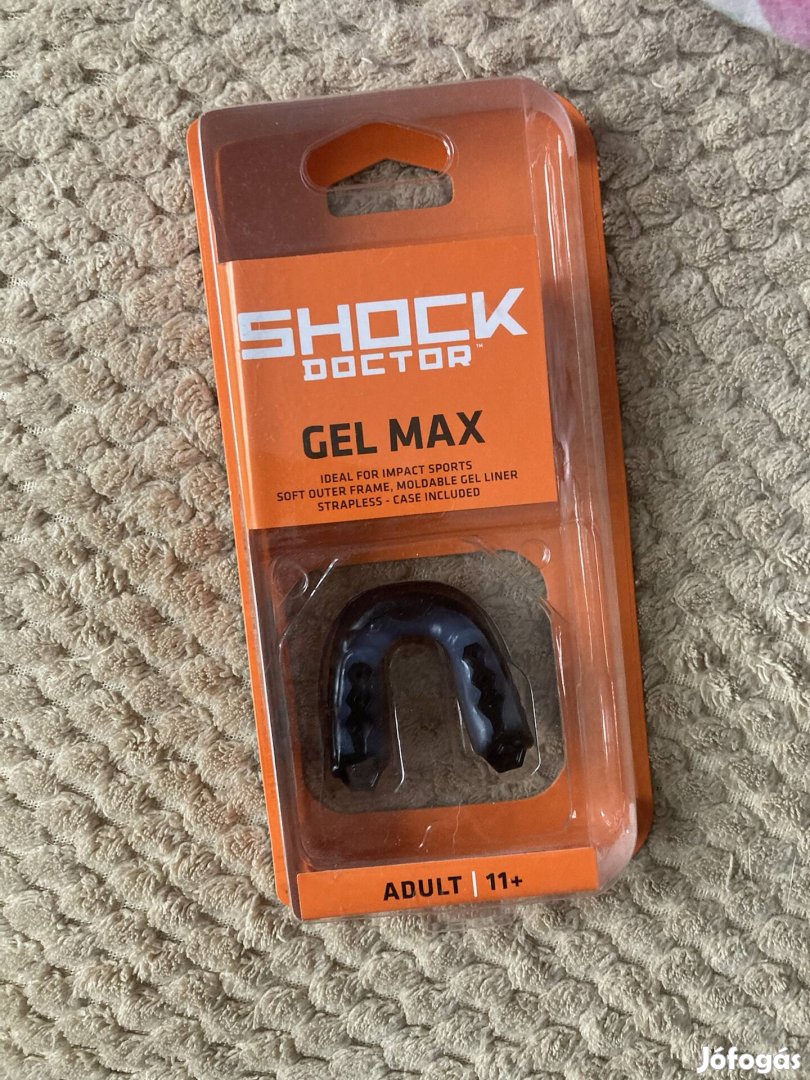 SHOCK
DOCTOR™
GEL MAX
IDEAL FOR IMPACT SPORTS
SOFT OUTER FRAME, MOLDABLE GEL LINER
STRAPLESS - CASE INCLUDED
ADULT | 11+
Jófogás